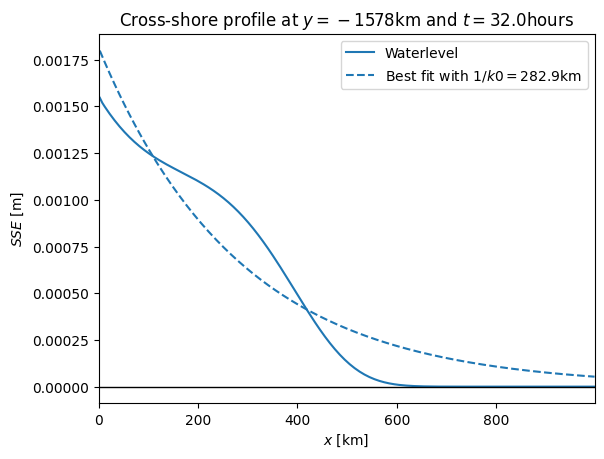 Cross-shore profile at y = −1578km and t = 32.0hours
Waterlevel
Best fit with 1/k0 = 282.9km
0.00175
0.00150
0.00125
0.00100
0.00075
0.00050
0.00025
0.00000
SSE [m]
0 200 400 600 800
x [km]